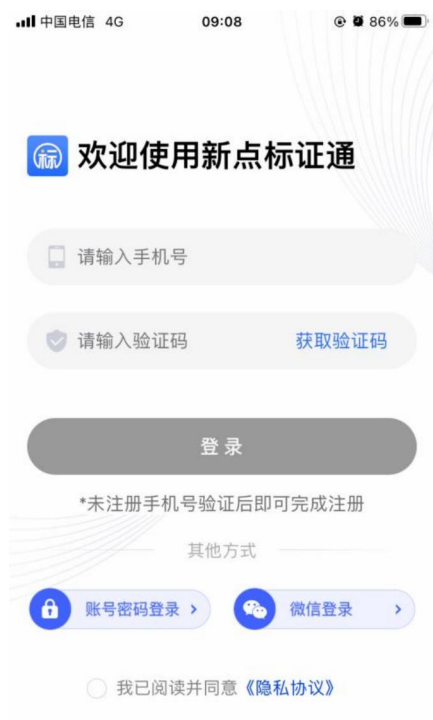 中国电信 4G 09:08 86%
标 欢迎使用新点标证通
请输入手机号
请输入验证码 获取验证码
登录
*未注册手机号验证后即可完成注册
其他方式
账号密码登录 微信登录
我已阅读并同意《隐私协议》